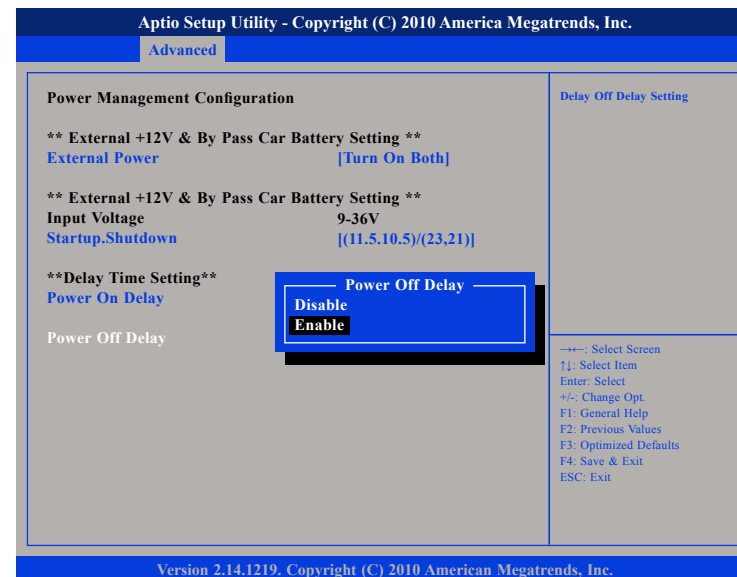 Aptio Setup Utility - Copyright (C) 2010 America Megatrends, Inc.
Advanced
Power Management Configuration
** External +12V & By Pass Car Battery Setting **
External Power [Turn On Both]
** External +12V & By Pass Car Battery Setting **
Input Voltage 9-36V
Startup.Shutdown [(11.5.10.5)/(23,21)]
**Delay Time Setting**
Power On Delay
Power Off Delay
Power Off Delay
Disable
Enable
Delay Off Delay Setting
→←: Select Screen
↑↓: Select Item
Enter: Select
+/-: Change Opt.
F1: General Help
F2: Previous Values
F3: Optimized Defaults
F4: Save & Exit
ESC: Exit
Version 2.14.1219. Copyright (C) 2010 American Megatrends, Inc.